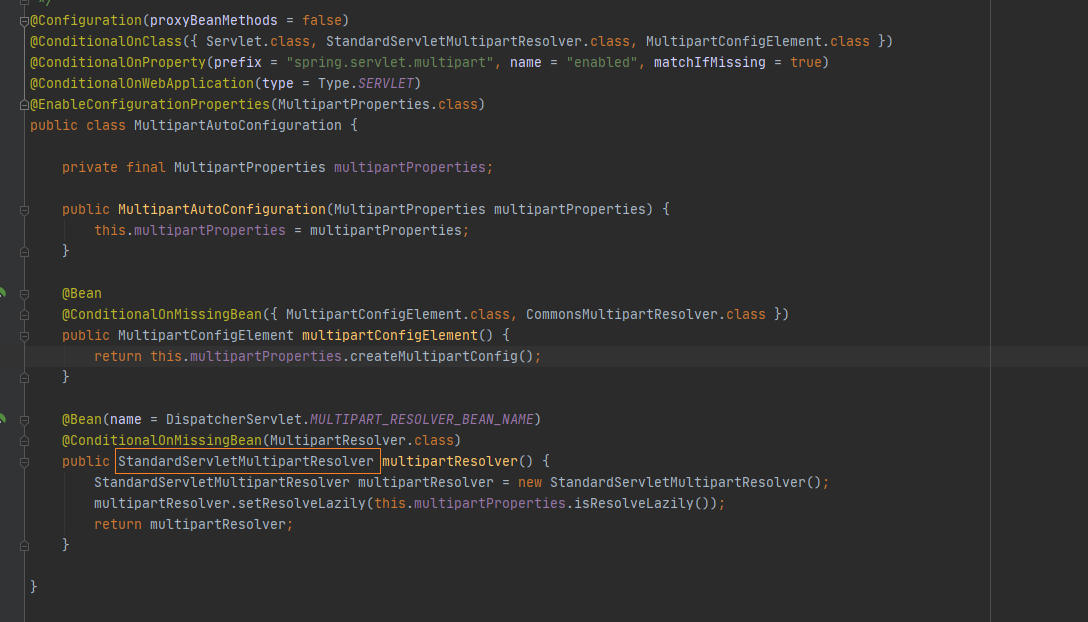 */
@Configuration(proxyBeanMethods = false)
@ConditionalOnClass({ Servlet.class, StandardServletMultipartResolver.class, MultipartConfigElement.class })
@ConditionalOnProperty(prefix = "spring.servlet.multipart", name = "enabled", matchIfMissing = true)
@ConditionalOnWebApplication(type = Type.SERVLET)
@EnableConfigurationProperties(MultipartProperties.class)
public class MultipartAutoConfiguration {
private final MultipartProperties multipartProperties;
public MultipartAutoConfiguration(MultipartProperties multipartProperties) {
this.multipartProperties = multipartProperties;
}
@Bean
@ConditionalOnMissingBean({ MultipartConfigElement.class, CommonsMultipartResolver.class })
public MultipartConfigElement multipartConfigElement() {
return this.multipartProperties.createMultipartConfig();
}
@Bean(name = DispatcherServlet.MULTIPART_RESOLVER_BEAN_NAME)
@ConditionalOnMissingBean(MultipartResolver.class)
public StandardServletMultipartResolver multipartResolver() {
StandardServletMultipartResolver multipartResolver = new StandardServletMultipartResolver();
multipartResolver.setResolveLazily(this.multipartProperties.isResolveLazily());
return multipartResolver;
}
}